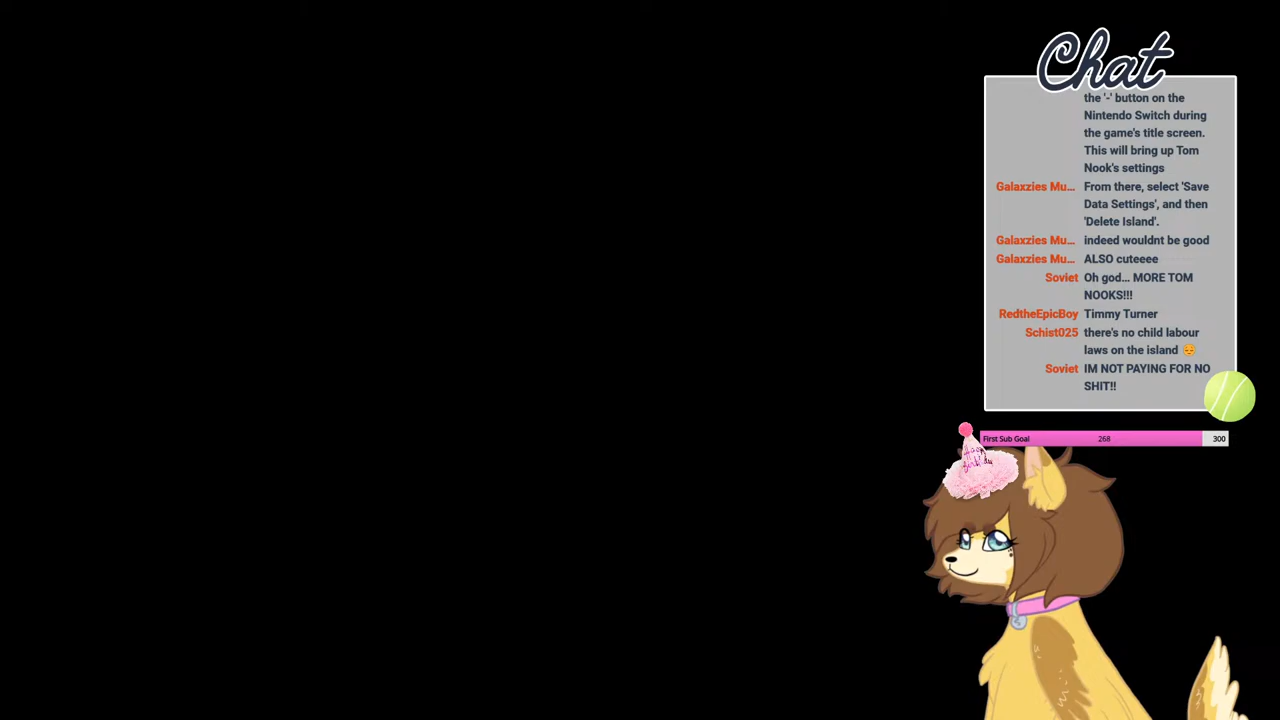 Chat
the '-' button on the
Nintendo Switch during
the game's title screen.
This will bring up Tom
Nook's settings
Galaxzies Mu... From there, select 'Save
Data Settings', and then
'Delete Island'.
Galaxzies Mu... indeed wouldnt be good
Galaxzies Mu... ALSO cuteeee
Soviet Oh god... MORE TOM
NOOKS!!!
RedtheEpicBoy Timmy Turner
Schist025 there's no child labour
laws on the island 😌
Soviet IM NOT PAYING FOR NO
SHIT!!
First Sub Goal 268 300